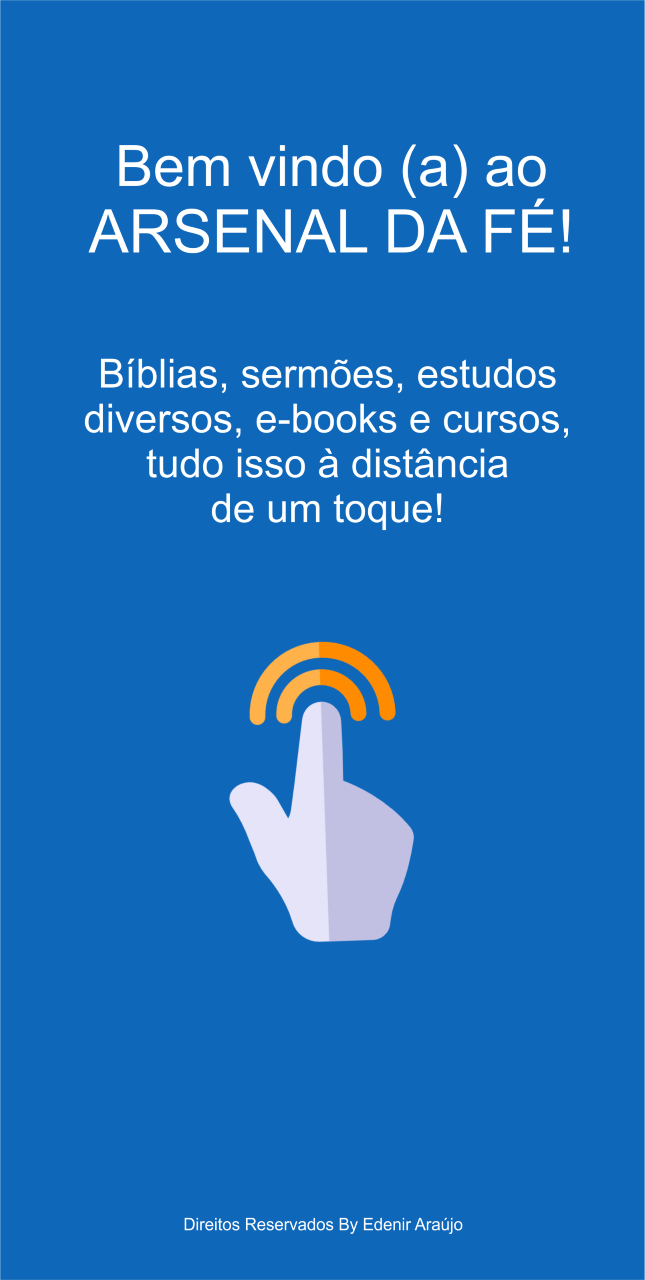 Bem vindo (a) ao
ARSENAL DA FÉ!
Bíblias, sermões, estudos
diversos, e-books e cursos,
tudo isso à distância
de um toque!
Direitos Reservados By Edenir Araújo